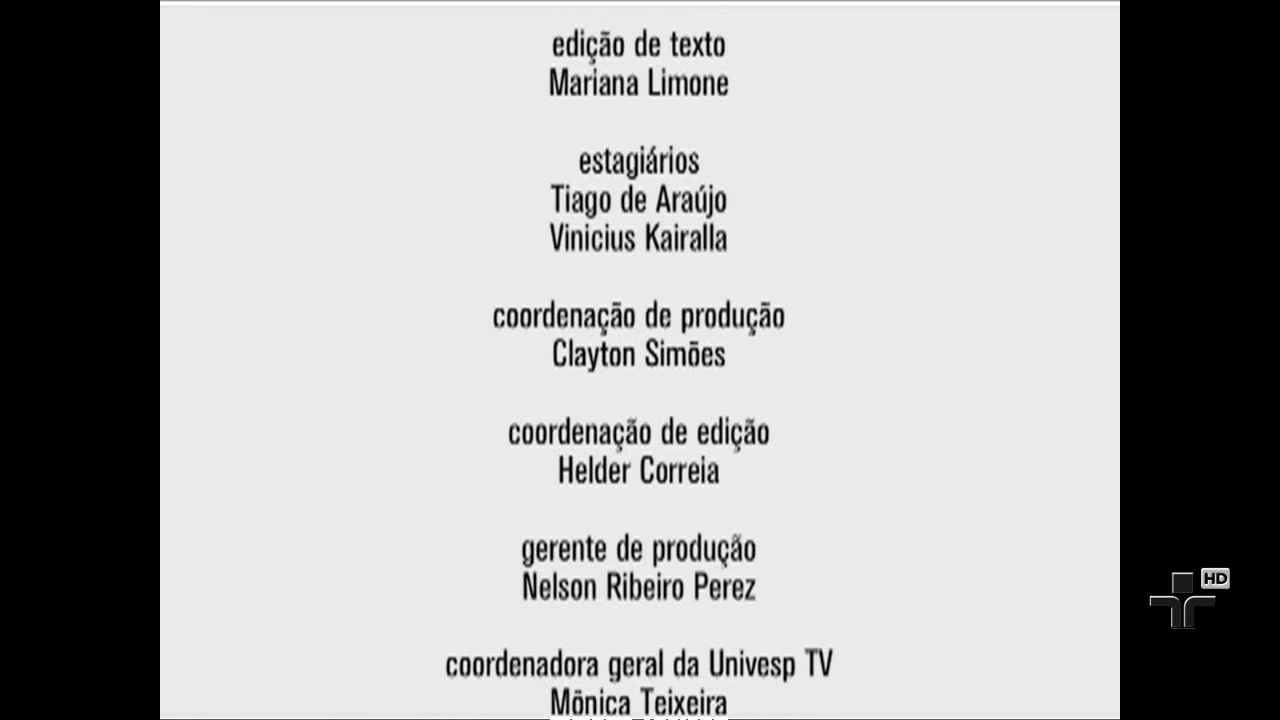 edição de texto
Mariana Limone
estagiários
Tiago de Araújo
Vinicius Kairalla
coordenação de produção
Clayton Simões
coordenação de edição
Helder Correia
gerente de produção
Nelson Ribeiro Perez
coordenadora geral da Univesp TV
Mônica Teixeira
HD